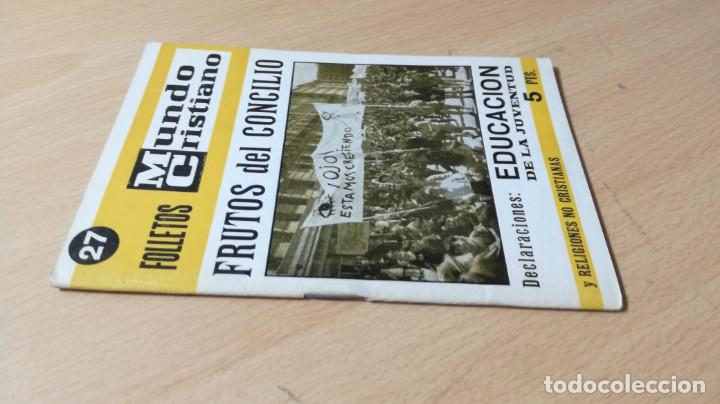 27
FOLLETOS
Mundo
Cristiano
FRUTOS del CONCILIO
¡OJO!
ESTAMOS CRECIENDO
Declaraciones:
EDUCACION
DE LA JUVENTUD
5 PTS.
y RELIGIONES NO CRISTIANAS
todocoleccion.net